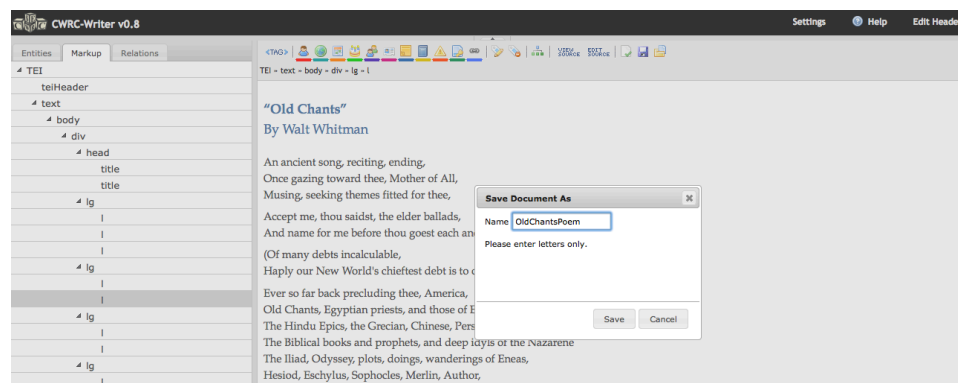 CWRC-Writer v0.8
Settings Help Edit Heade
Entities Markup Relations
TEI
teiHeader
text
body
div
head
title
title
lg
l
l
l
lg
l
l
lg
l
l
lg
l
<TAG> VIEW SOURCE EDIT SOURCE
TEI - text - body - div - lg - l
“Old Chants”
By Walt Whitman
An ancient song, reciting, ending,
Once gazing toward thee, Mother of All,
Musing, seeking themes fitted for thee,
Accept me, thou saidst, the elder ballads,
And name for me before thou goest each an
(Of many debts incalculable,
Haply our New World's chieftest debt is to
Ever so far back precluding thee, America,
Old Chants, Egyptian priests, and those of E
The Hindu Epics, the Grecian, Chinese, Pers
The Biblical books and prophets, and deep idyls of the Nazarene
The Iliad, Odyssey, plots, doings, wanderings of Eneas,
Hesiod, Eschylus, Sophocles, Merlin, Author,
Save Document As
Name OldChantsPoem
Please enter letters only.
Save Cancel